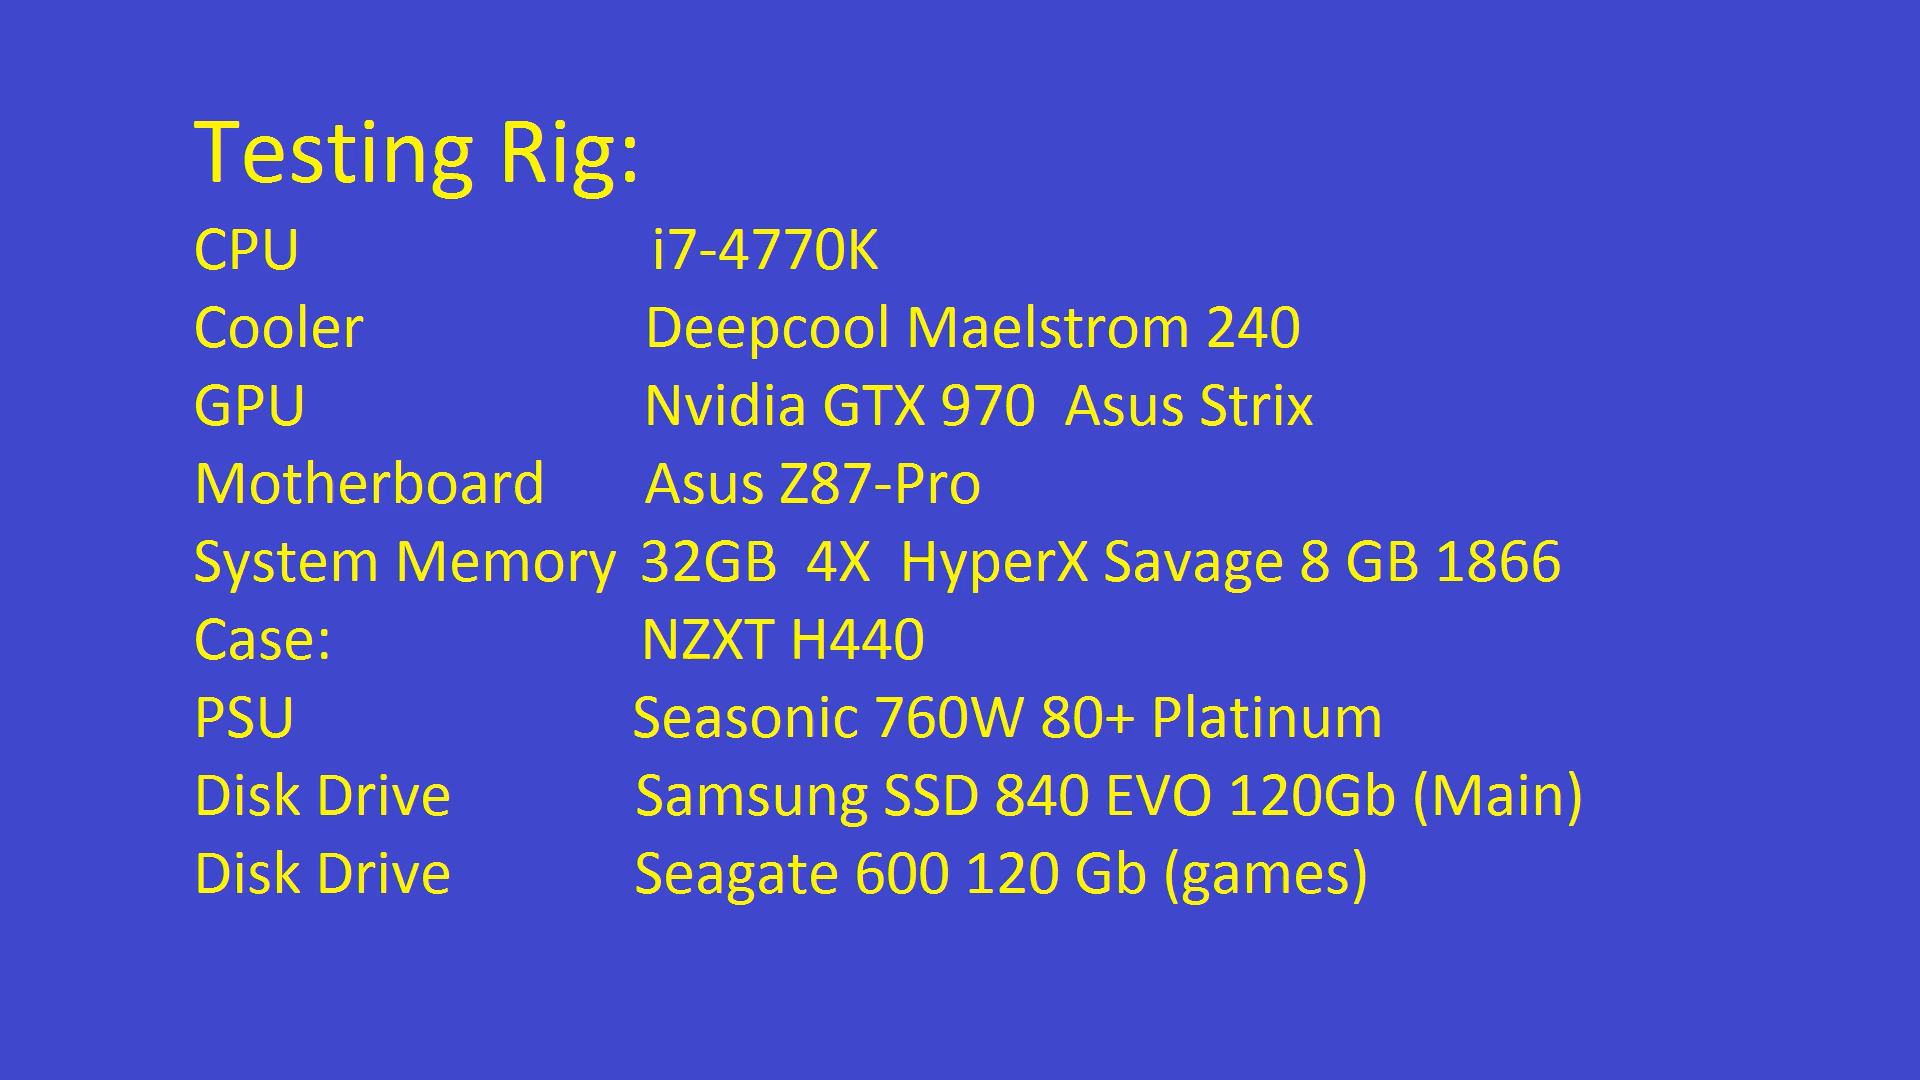 Testing Rig:
CPU i7-4770K
Cooler Deepcool Maelstrom 240
GPU Nvidia GTX 970 Asus Strix
Motherboard Asus Z87-Pro
System Memory 32GB 4X HyperX Savage 8 GB 1866
Case: NZXT H440
PSU Seasonic 760W 80+ Platinum
Disk Drive Samsung SSD 840 EVO 120Gb (Main)
Disk Drive Seagate 600 120 Gb (games)